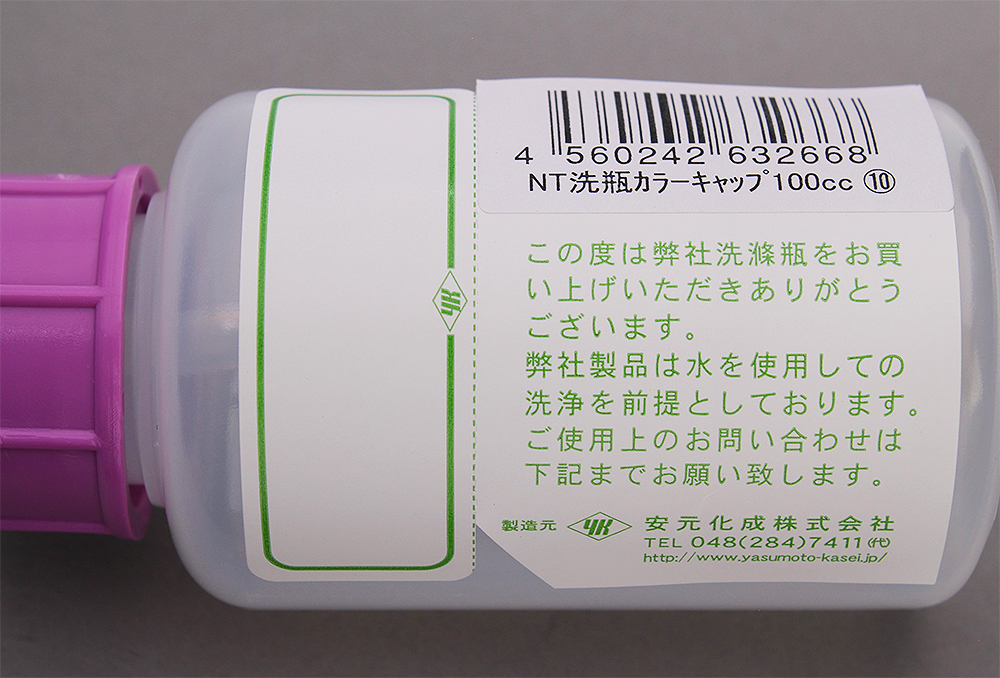 4 560242 632668
NT洗瓶カラーキャップ100cc ⑩
この度は弊社洗滌瓶をお買
い上げいただきありがとう
ございます。
弊社製品は水を使用しての
洗浄を前提としております。
ご使用上のお問い合わせは
下記までお願い致します。
製造元 YK 安元化成株式会社
TEL 048(284)7411㈹
http://www.yasumoto-kasei.jp/
YK